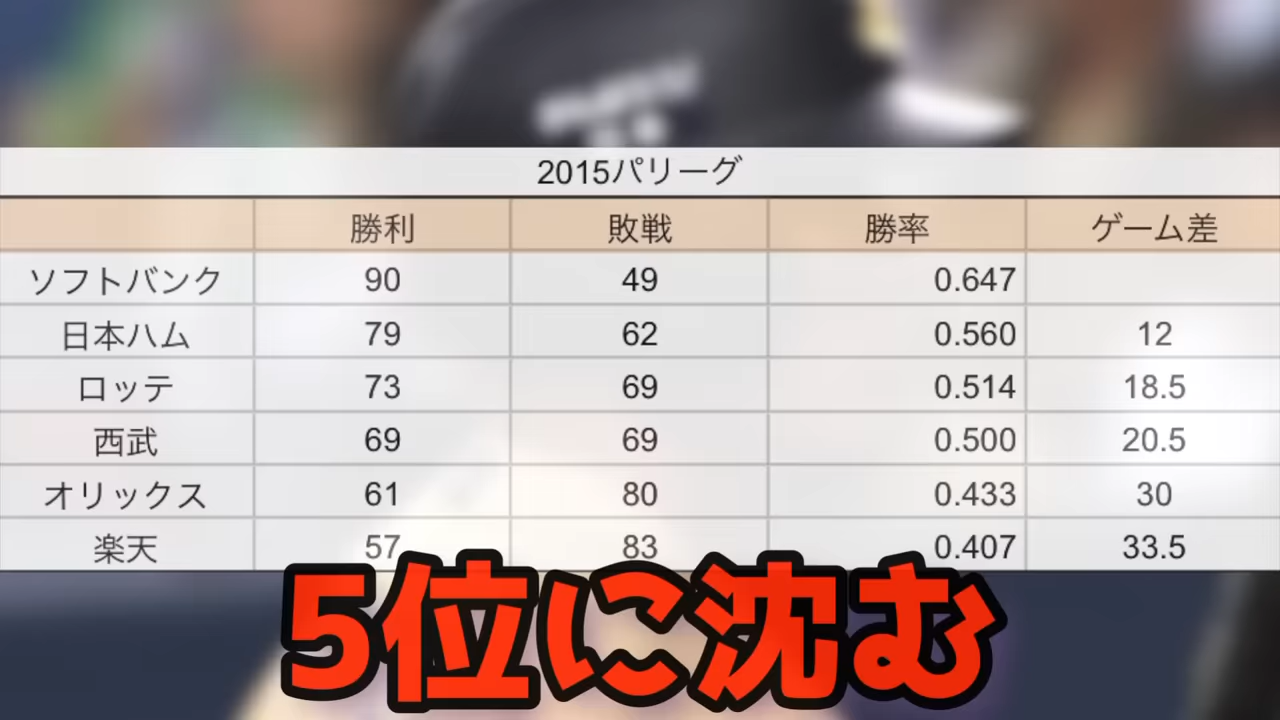 2015パリーグ
勝利 敗戦 勝率 ゲーム差
ソフトバンク 90 49 0.647
日本ハム 79 62 0.560 12
ロッテ 73 69 0.514 18.5
西武 69 69 0.500 20.5
オリックス 61 80 0.433 30
楽天 57 83 0.407 33.5
5位に沈む